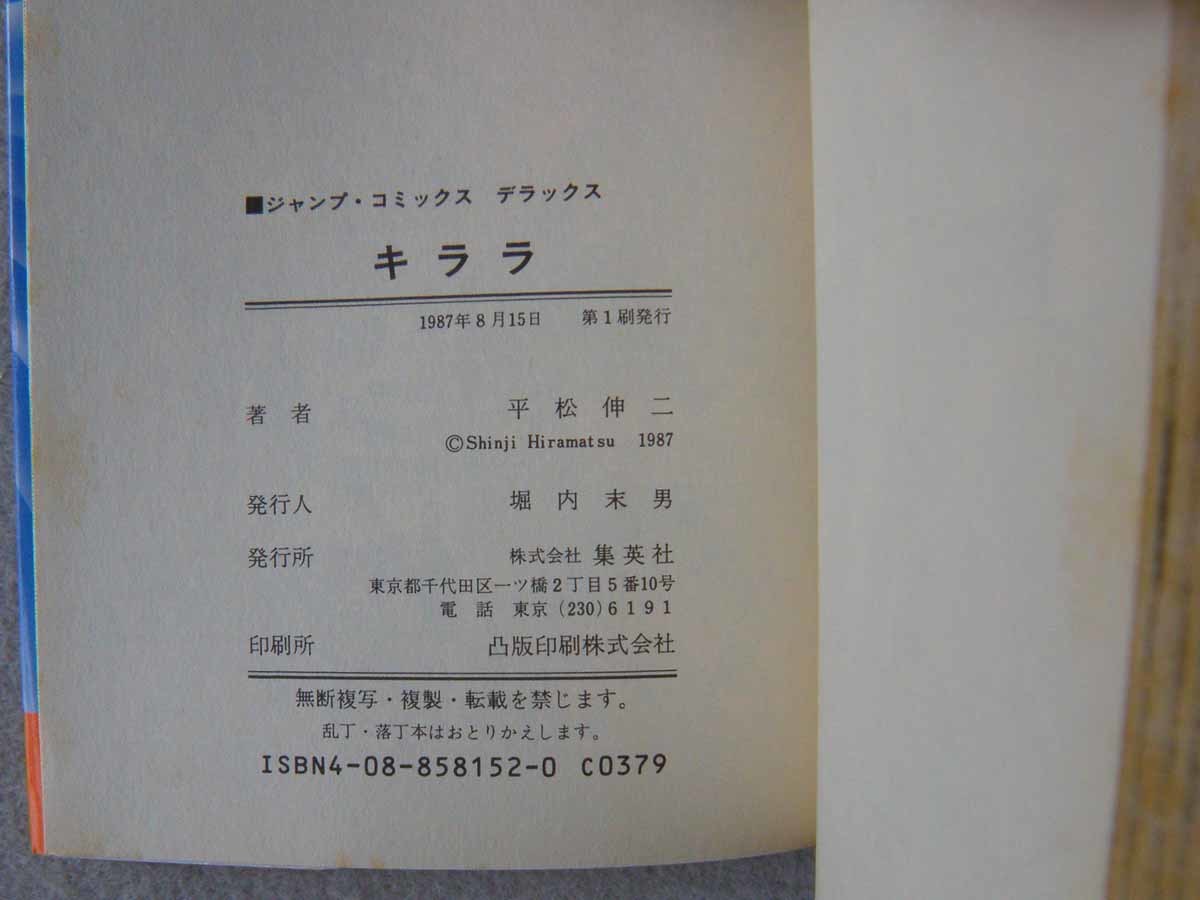 ■ジャンプ・コミックス デラックス
キララ
1987年8月15日 第1刷発行
著者 平松伸二
©Shinji Hiramatsu 1987
発行人 堀内末男
発行所 株式会社 集英社
東京都千代田区一ツ橋2丁目5番10号
電話 東京(230)6191
印刷所 凸版印刷株式会社
無断複写・複製・転載を禁じます。
乱丁・落丁本はおとりかえします。
ISBN4-08-858152-0 C0379